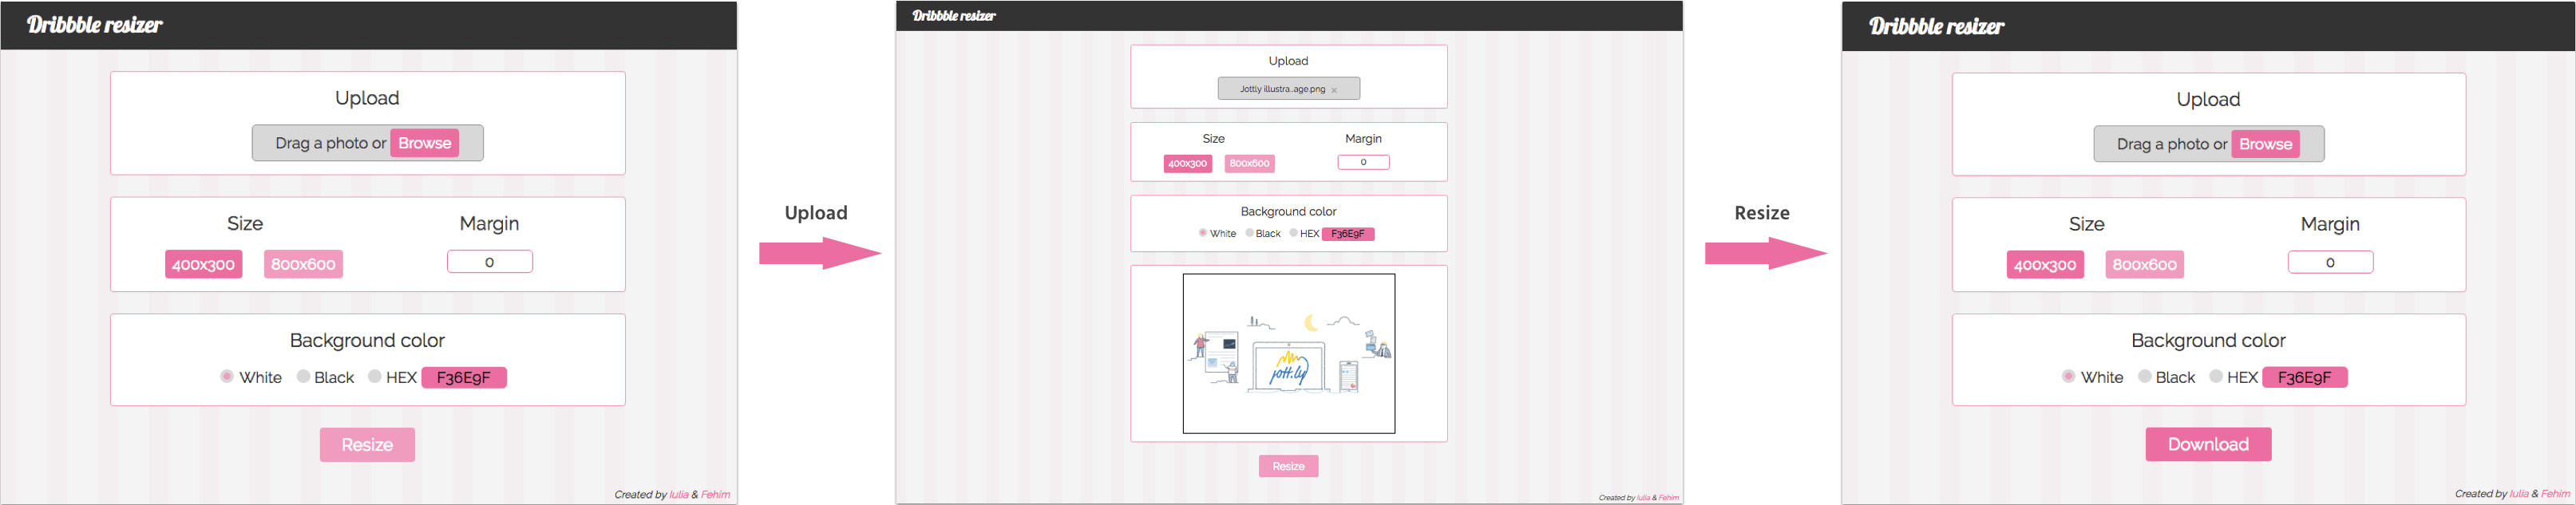 Dribbble resizer
Upload
Drag a photo or Browse
Size Margin
400x300 800x600 0
Background color
White Black HEX F36E9F
Resize
Created by Iulia & Fehim
Upload
Dribbble resizer
Upload
Jottly illustra...age.png ×
Size Margin
400x300 800x600 0
Background color
White Black HEX F36E9F
jott.ly
Resize
Created by Iulia & Fehim
Resize
Dribbble resizer
Upload
Drag a photo or Browse
Size Margin
400x300 800x600 0
Background color
White Black HEX F36E9F
Download
Created by Iulia & Fehim